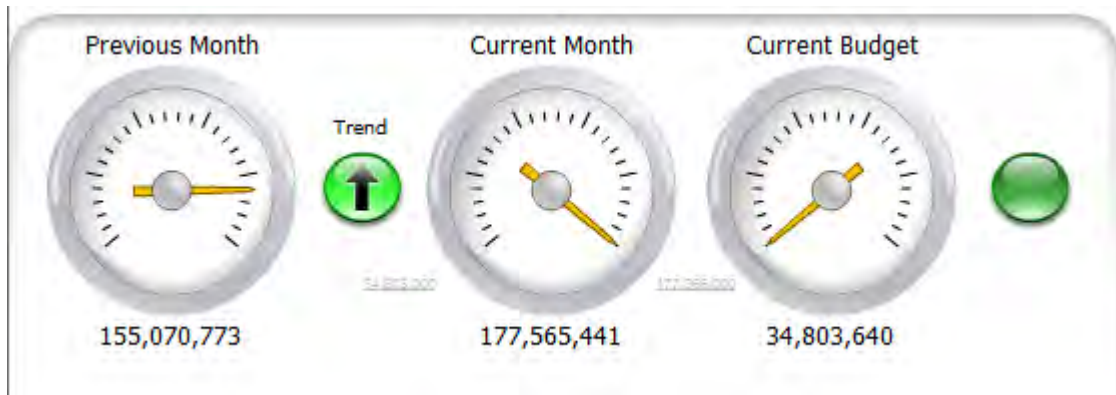 Previous Month
Current Month
Current Budget
Trend
155,070,773
177,565,441
34,803,640